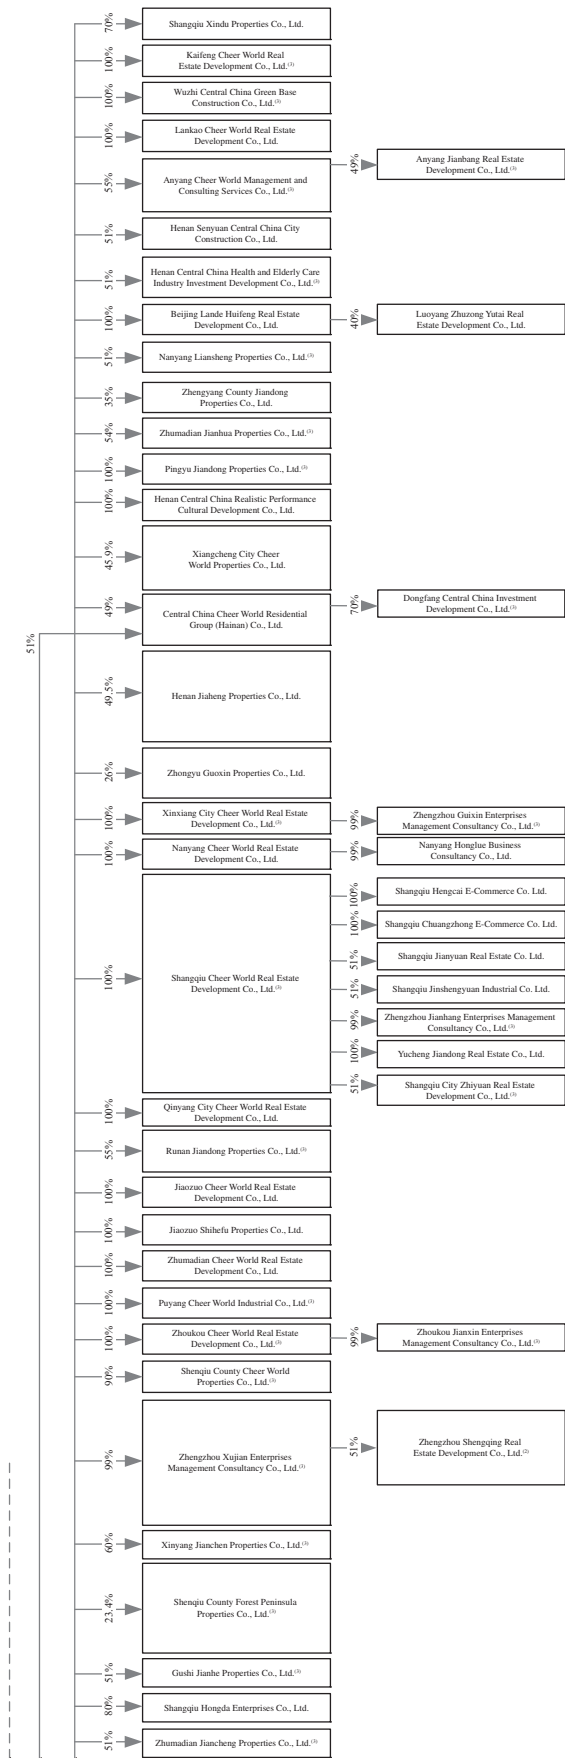 70%
Shangqiu Xindu Properties Co., Ltd.
100%
Kaifeng Cheer World Real
Estate Development Co., Ltd.(3)
100%
Wuzhi Central China Green Base
Construction Co., Ltd.(3)
100%
Lankao Cheer World Real Estate
Development Co., Ltd.
55%
Anyang Cheer World Management and
Consulting Services Co., Ltd.(3)
49%
Anyang Jianbang Real Estate
Development Co., Ltd.(3)
51%
Henan Senyuan Central China City
Construction Co., Ltd.
51%
Henan Central China Health and Elderly Care
Industry Investment Development Co., Ltd.(3)
100%
Beijing Lande Huifeng Real Estate
Development Co., Ltd.
40%
Luoyang Zhuzong Yutai Real
Estate Development Co., Ltd.
51%
Nanyang Liansheng Properties Co., Ltd.(3)
35%
Zhengyang County Jiandong
Properties Co., Ltd.
54%
Zhumadian Jianhua Properties Co., Ltd.(3)
100%
Pingyu Jiandong Properties Co., Ltd.(3)
100%
Henan Central China Realistic Performance
Cultural Development Co., Ltd.
45.9%
Xiangcheng City Cheer
World Properties Co., Ltd.
49%
51%
Central China Cheer World Residential
Group (Hainan) Co., Ltd.
70%
Dongfang Central China Investment
Development Co., Ltd.(3)
49.5%
Henan Jiaheng Properties Co., Ltd.
26%
Zhongyu Guoxin Properties Co., Ltd.
100%
Xinxiang City Cheer World Real Estate
Development Co., Ltd.(3)
99%
Zhengzhou Guixin Enterprises
Management Consultancy Co., Ltd.(3)
100%
Nanyang Cheer World Real Estate
Development Co., Ltd.
99%
Nanyang Honglue Business
Consultancy Co., Ltd.
100%
Shangqiu Cheer World Real Estate
Development Co., Ltd.(3)
100%
Shangqiu Hengcai E-Commerce Co. Ltd.
100%
Shangqiu Chuangzhong E-Commerce Co. Ltd.
51%
Shangqiu Jianyuan Real Estate Co. Ltd.
51%
Shangqiu Jinshengyuan Industrial Co. Ltd.
99%
Zhengzhou Jianhang Enterprises Management
Consultancy Co., Ltd.(3)
100%
Yucheng Jiandong Real Estate Co., Ltd.
51%
Shangqiu City Zhiyuan Real Estate
Development Co., Ltd.(3)
100%
Qinyang City Cheer World Real Estate
Development Co., Ltd.
55%
Runan Jiandong Properties Co., Ltd.(3)
100%
Jiaozuo Cheer World Real Estate
Development Co., Ltd.
100%
Jiaozuo Shihefu Properties Co., Ltd.
100%
Zhumadian Cheer World Real Estate
Development Co., Ltd.
100%
Puyang Cheer World Industrial Co., Ltd.(3)
100%
Zhoukou Cheer World Real Estate
Development Co., Ltd.(3)
99%
Zhoukou Jianxin Enterprises
Management Consultancy Co., Ltd.(3)
90%
Shenqiu County Cheer World
Properties Co., Ltd.(3)
99%
Zhengzhou Xujian Enterprises
Management Consultancy Co., Ltd.(3)
51%
Zhengzhou Shengqing Real
Estate Development Co., Ltd.(2)
60%
Xinyang Jianchen Properties Co., Ltd.(3)
23.4%
Shenqiu County Forest Peninsula
Properties Co., Ltd.(3)
51%
Gushi Jianhe Properties Co., Ltd.(3)
80%
Shangqiu Hongda Enterprises Co., Ltd.
51%
Zhumadian Jiancheng Properties Co., Ltd.(3)